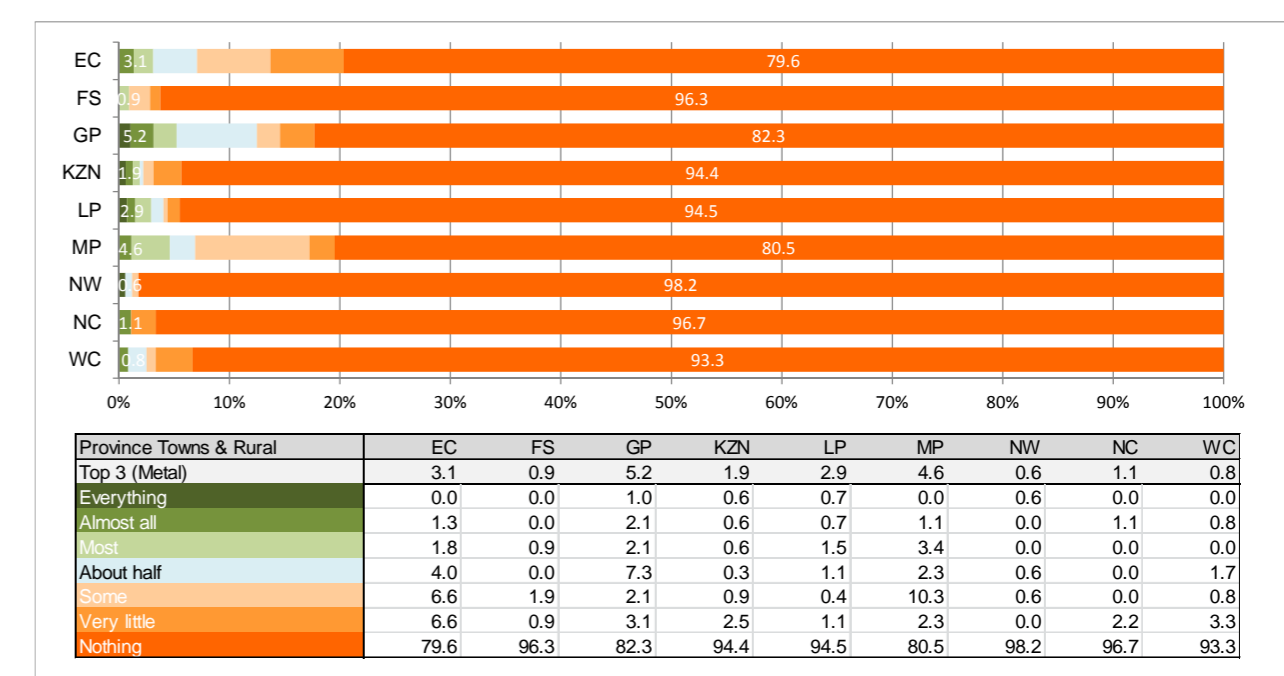 EC 3.1 79.6
FS 0.9 96.3
GP 5.2 82.3
KZN 1.9 94.4
LP 2.9 94.5
MP 4.6 80.5
NW 0.6 98.2
NC 1.1 96.7
WC 0.8 93.3
0% 10% 20% 30% 40% 50% 60% 70% 80% 90% 100%
Province Towns & Rural EC FS GP KZN LP MP NW NC WC
Top 3 (Metal) 3.1 0.9 5.2 1.9 2.9 4.6 0.6 1.1 0.8
Everything 0.0 0.0 1.0 0.6 0.7 0.0 0.6 0.0 0.0
Almost all 1.3 0.0 2.1 0.6 0.7 1.1 0.0 1.1 0.8
Most 1.8 0.9 2.1 0.6 1.5 3.4 0.0 0.0 0.0
About half 4.0 0.0 7.3 0.3 1.1 2.3 0.6 0.0 1.7
Some 6.6 1.9 2.1 0.9 0.4 10.3 0.6 0.0 0.8
Very little 6.6 0.9 3.1 2.5 1.1 2.3 0.0 2.2 3.3
Nothing 79.6 96.3 82.3 94.4 94.5 80.5 98.2 96.7 93.3